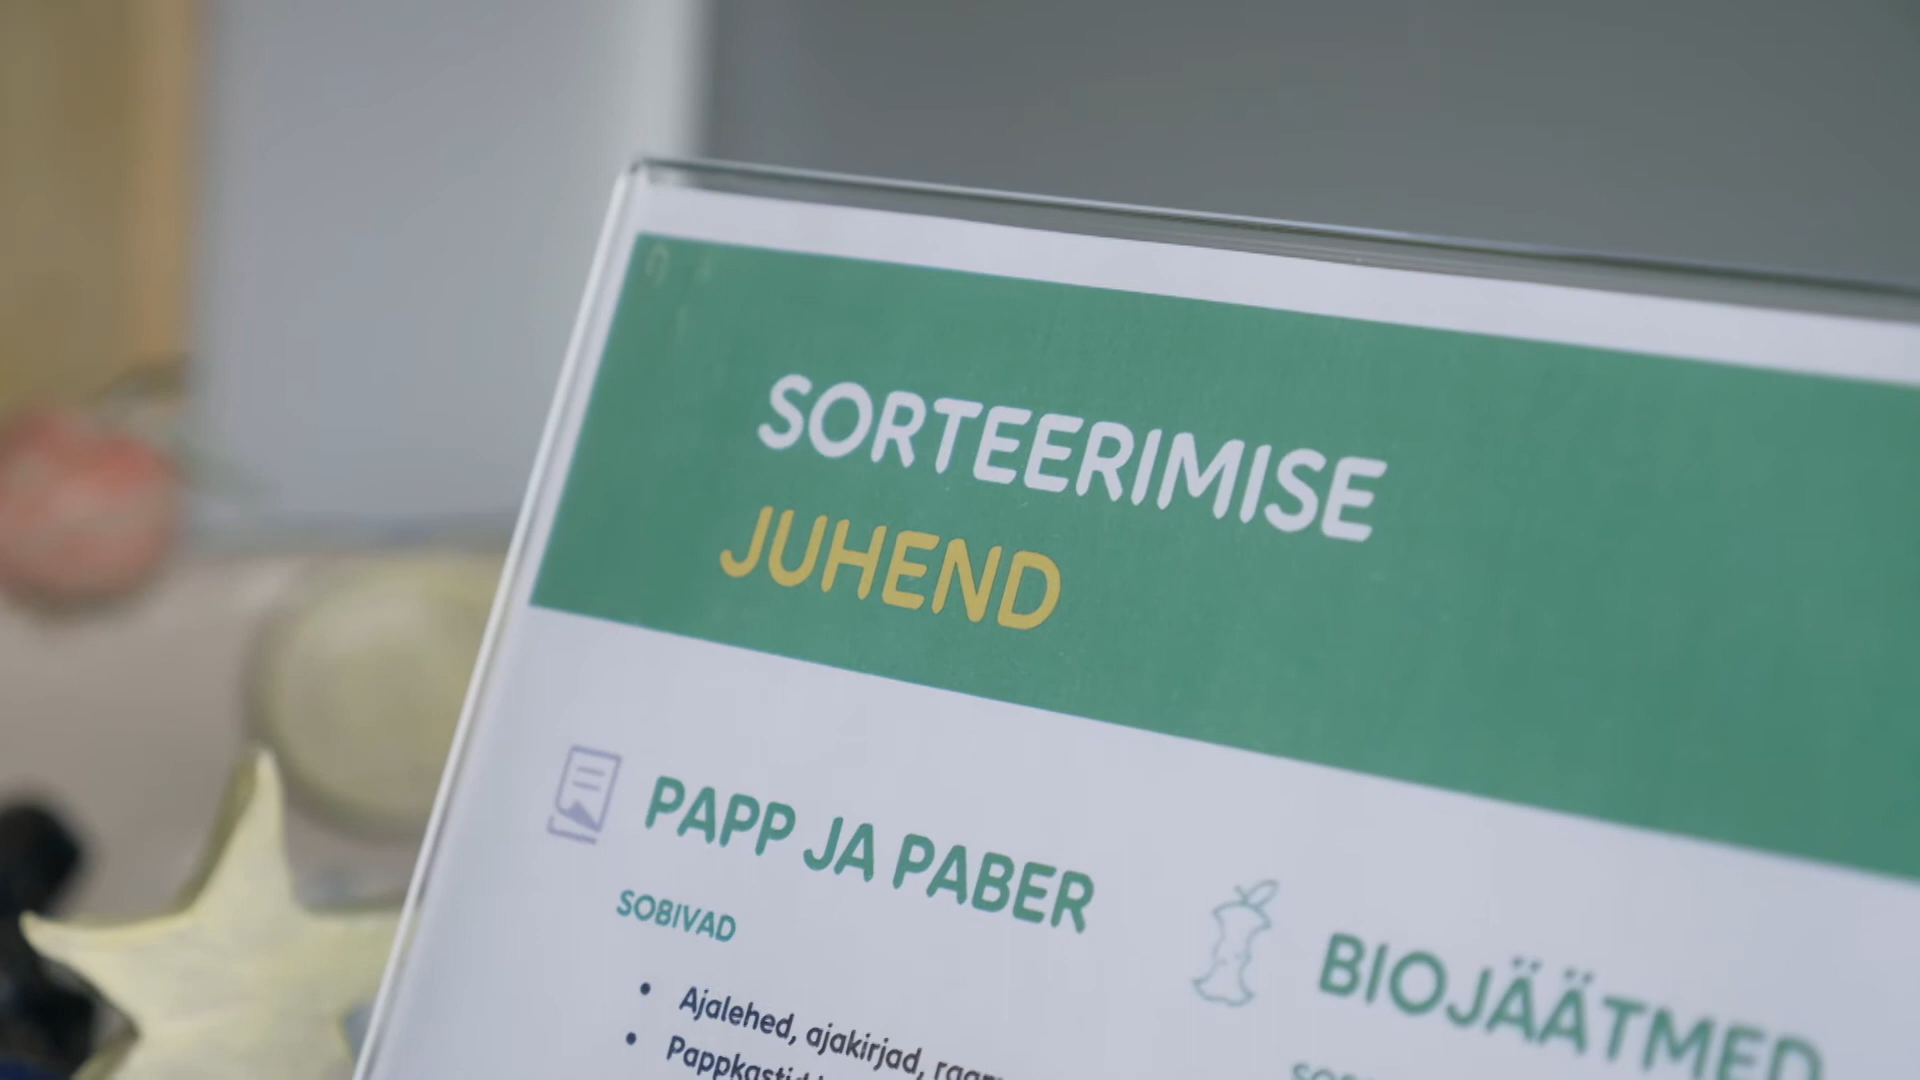 SORTEERIMISE
JUHEND
PAPP JA PABER
SOBIVAD
Ajalehed, ajakirjad,
BIOJÄÄTMED